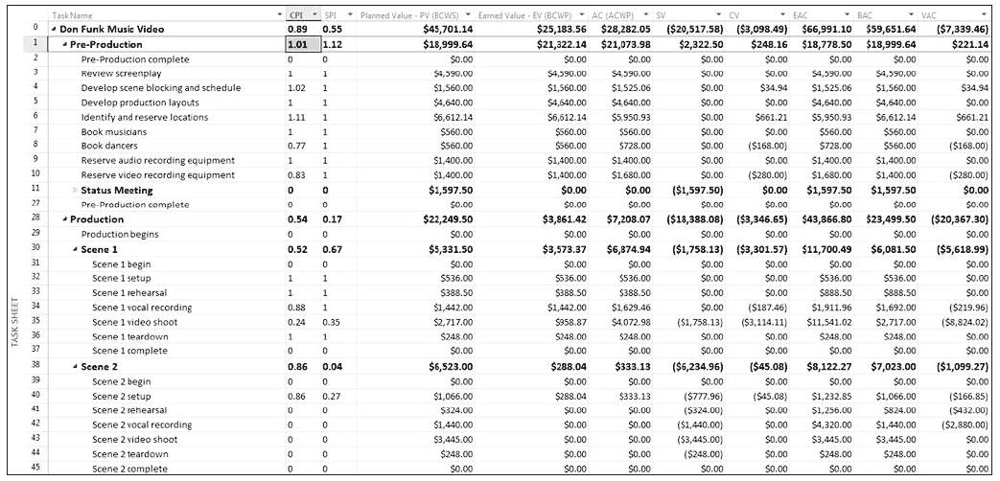 Task Name CPI SPI Planned Value - PV (BCWS) Earned Value - EV (BCWP) AC (ACWP) SV CV EAC BAC VAC
0 Don Funk Music Video 0.89 0.55 $45,701.14 $25,183.56 $28,282.05 ($20,517.58) ($3,098.49) $66,991.10 $59,651.64 ($7,339.46)
1 Pre-Production 1.01 1.12 $18,999.64 $21,322.14 $21,073.98 $2,322.50 $248.16 $18,778.50 $18,999.64 $221.14
2 Pre-Production complete 0 0 $0.00 $0.00 $0.00 $0.00 $0.00 $0.00 $0.00 $0.00
3 Review screenplay 1 1 $4,590.00 $4,590.00 $4,590.00 $0.00 $0.00 $4,590.00 $4,590.00 $0.00
4 Develop scene blocking and schedule 1.02 1 $1,560.00 $1,560.00 $1,525.06 $0.00 $34.94 $1,525.06 $1,560.00 $34.94
5 Develop production layouts 1 1 $4,640.00 $4,640.00 $4,640.00 $0.00 $0.00 $4,640.00 $4,640.00 $0.00
6 Identify and reserve locations 1.11 1 $6,612.14 $6,612.14 $5,950.93 $0.00 $661.21 $5,950.93 $6,612.14 $661.21
7 Book musicians 1 1 $560.00 $560.00 $560.00 $0.00 $0.00 $560.00 $560.00 $0.00
8 Book dancers 0.77 1 $560.00 $560.00 $728.00 $0.00 ($168.00) $728.00 $560.00 ($168.00)
9 Reserve audio recording equipment 1 1 $1,400.00 $1,400.00 $1,400.00 $0.00 $0.00 $1,400.00 $1,400.00 $0.00
10 Reserve video recording equipment 0.83 1 $1,400.00 $1,400.00 $1,680.00 $0.00 ($280.00) $1,680.00 $1,400.00 ($280.00)
11 Status Meeting 0 0 $1,597.50 $0.00 $0.00 ($1,597.50) $0.00 $1,597.50 $1,597.50 $0.00
27 Pre-Production complete 0 0 $0.00 $0.00 $0.00 $0.00 $0.00 $0.00 $0.00 $0.00
28 Production 0.54 0.17 $22,249.50 $3,861.42 $7,208.07 ($18,388.08) ($3,346.65) $43,866.80 $23,499.50 ($20,367.30)
29 Production begins 0 0 $0.00 $0.00 $0.00 $0.00 $0.00 $0.00 $0.00 $0.00
30 Scene 1 0.52 0.67 $5,331.50 $3,573.37 $6,874.94 ($1,758.13) ($3,301.57) $11,700.49 $6,081.50 ($5,618.99)
31 Scene 1 begin 0 0 $0.00 $0.00 $0.00 $0.00 $0.00 $0.00 $0.00 $0.00
32 Scene 1 setup 1 1 $536.00 $536.00 $536.00 $0.00 $0.00 $536.00 $536.00 $0.00
33 Scene 1 rehearsal 1 1 $388.50 $388.50 $388.50 $0.00 $0.00 $888.50 $888.50 $0.00
34 Scene 1 vocal recording 0.88 1 $1,442.00 $1,442.00 $1,629.46 $0.00 ($187.46) $1,911.96 $1,692.00 ($219.96)
35 Scene 1 video shoot 0.24 0.35 $2,717.00 $958.87 $4,072.98 ($1,758.13) ($3,114.11) $11,541.02 $2,717.00 ($8,824.02)
36 Scene 1 teardown 1 1 $248.00 $248.00 $248.00 $0.00 $0.00 $248.00 $248.00 $0.00
37 Scene 1 complete 0 0 $0.00 $0.00 $0.00 $0.00 $0.00 $0.00 $0.00 $0.00
38 Scene 2 0.86 0.04 $6,523.00 $288.04 $333.13 ($6,234.96) ($45.08) $8,122.27 $7,023.00 ($1,099.27)
39 Scene 2 begin 0 0 $0.00 $0.00 $0.00 $0.00 $0.00 $0.00 $0.00 $0.00
40 Scene 2 setup 0.86 0.27 $1,066.00 $288.04 $333.13 ($777.96) ($45.08) $1,232.85 $1,066.00 ($166.85)
41 Scene 2 rehearsal 0 0 $324.00 $0.00 $0.00 ($324.00) $0.00 $1,256.00 $824.00 ($432.00)
42 Scene 2 vocal recording 0 0 $1,440.00 $0.00 $0.00 ($1,440.00) $0.00 $4,320.00 $1,440.00 ($2,880.00)
43 Scene 2 video shoot 0 0 $3,445.00 $0.00 $0.00 ($3,445.00) $0.00 $3,445.00 $3,445.00 $0.00
44 Scene 2 teardown 0 0 $248.00 $0.00 $0.00 ($248.00) $0.00 $248.00 $248.00 $0.00
45 Scene 2 complete 0 0 $0.00 $0.00 $0.00 $0.00 $0.00 $0.00 $0.00 $0.00
TASK SHEET